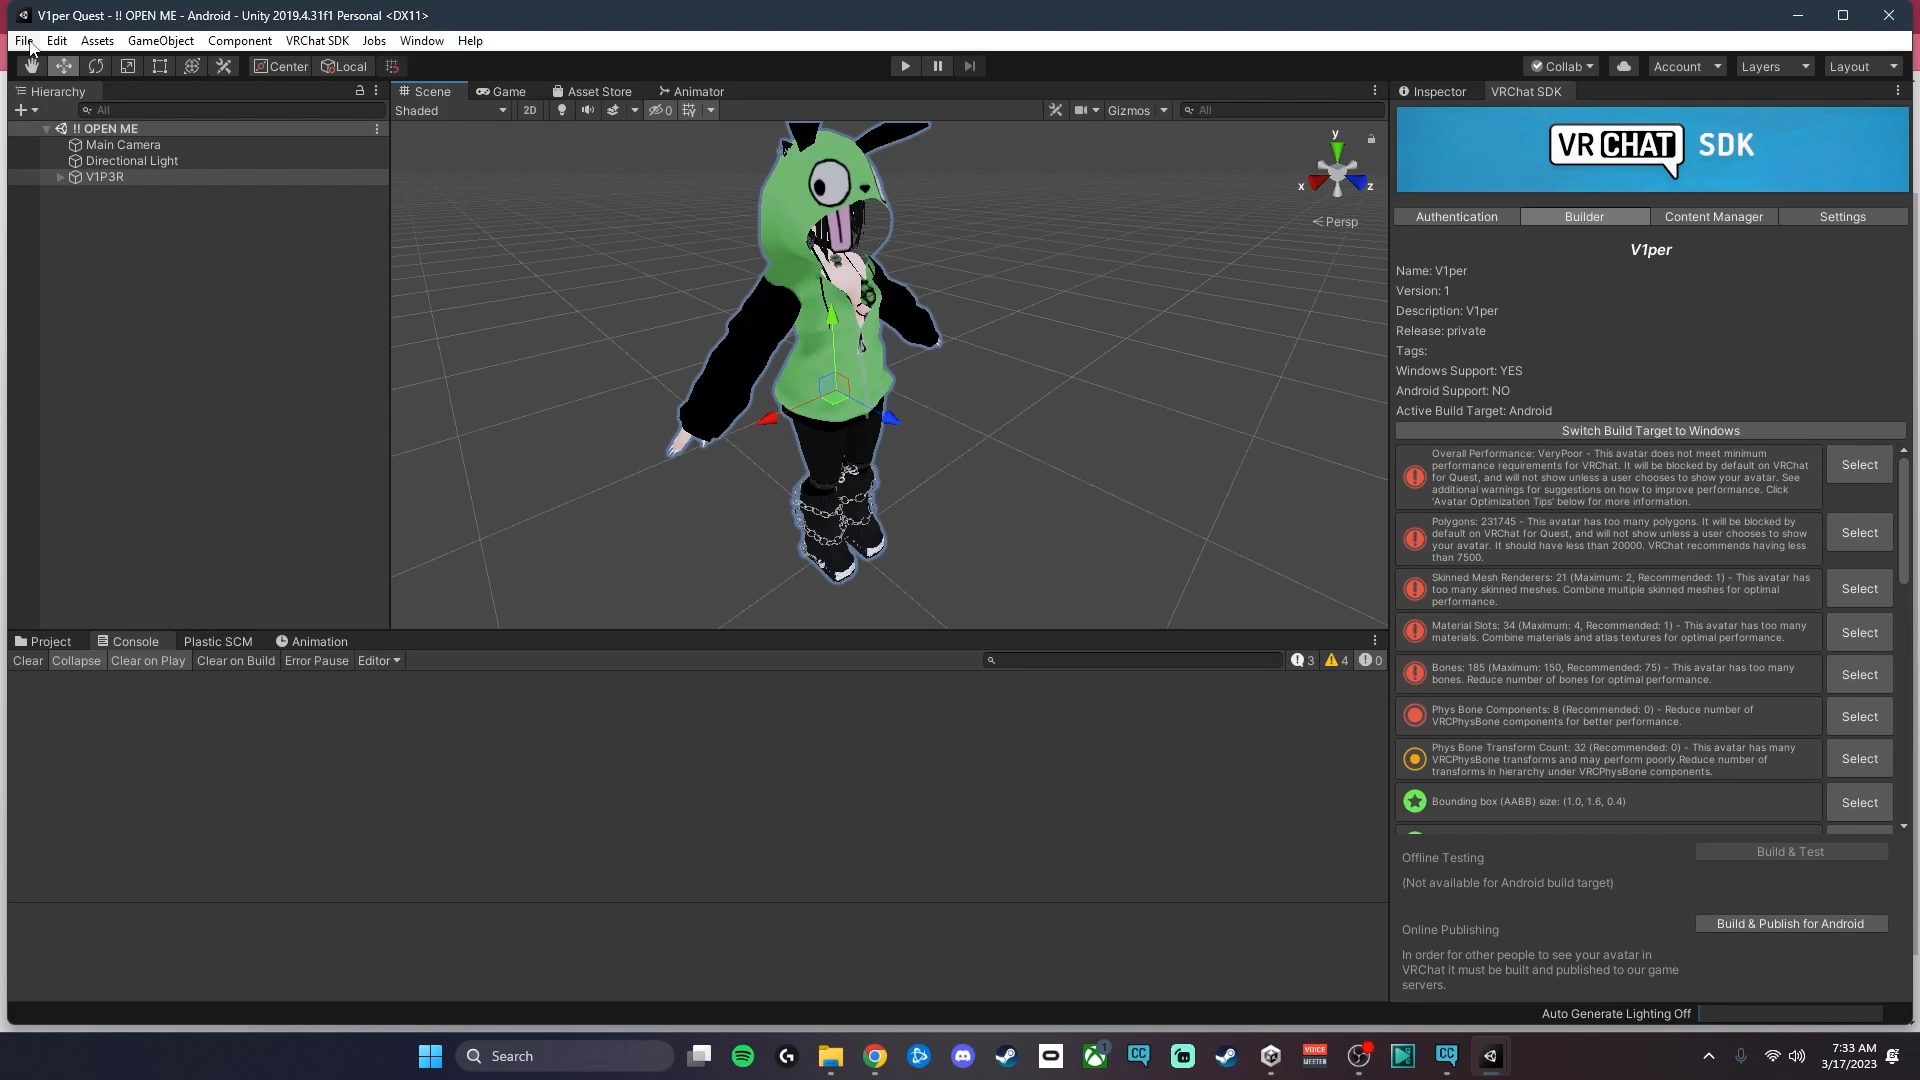 V1per Quest - !! OPEN ME - Android - Unity 2019.4.31f1 Personal <DX11>
File Edit Assets GameObject Component VRChat SDK Jobs Window Help
Center Local Collab Account Layers Layout
Hierarchy
All
!! OPEN ME
Main Camera
Directional Light
V1P3R
Scene Game Asset Store Animator
Shaded 2D 0 Gizmos All
y
x z
Persp
Inspector VRChat SDK
VR CHAT SDK
Authentication Builder Content Manager Settings
V1per
Name: V1per
Version: 1
Description: V1per
Release: private
Tags:
Windows Support: YES
Android Support: NO
Active Build Target: Android
Switch Build Target to Windows
Overall Performance: VeryPoor - This avatar does not meet minimum
performance requirements for VRChat. It will be blocked by default on VRChat
for Quest, and will not show unless a user chooses to show your avatar. See
additional warnings for suggestions on how to improve performance. Click
'Avatar Optimization Tips' below for more information.
Select
Polygons: 231745 - This avatar has too many polygons. It will be blocked by
default on VRChat for Quest, and will not show unless a user chooses to show
your avatar. It should have less than 20000. VRChat recommends having less
than 7500.
Select
Skinned Mesh Renderers: 21 (Maximum: 2, Recommended: 1) - This avatar has
too many skinned meshes. Combine multiple skinned meshes for optimal
performance.
Select
Material Slots: 34 (Maximum: 4, Recommended: 1) - This avatar has too many
materials. Combine materials and atlas textures for optimal performance.
Select
Bones: 185 (Maximum: 150, Recommended: 75) - This avatar has too many
bones. Reduce number of bones for optimal performance.
Select
Phys Bone Components: 8 (Recommended: 0) - Reduce number of
VRCPhysBone components for better performance.
Select
Phys Bone Transform Count: 32 (Recommended: 0) - This avatar has many
VRCPhysBone transforms and may perform poorly.Reduce number of
transforms in hierarchy under VRCPhysBone components.
Select
Bounding box (AABB) size: (1.0, 1.6, 0.4)
Select
Offline Testing
Build & Test
(Not available for Android build target)
Online Publishing
Build & Publish for Android
In order for other people to see your avatar in
VRChat it must be built and published to our game
servers.
Project Console Plastic SCM Animation
Clear Collapse Clear on Play Clear on Build Error Pause Editor 3 4 0
Auto Generate Lighting Off
Search
1
CC
VOICE
MEETER
CC
7:33 AM
3/17/2023